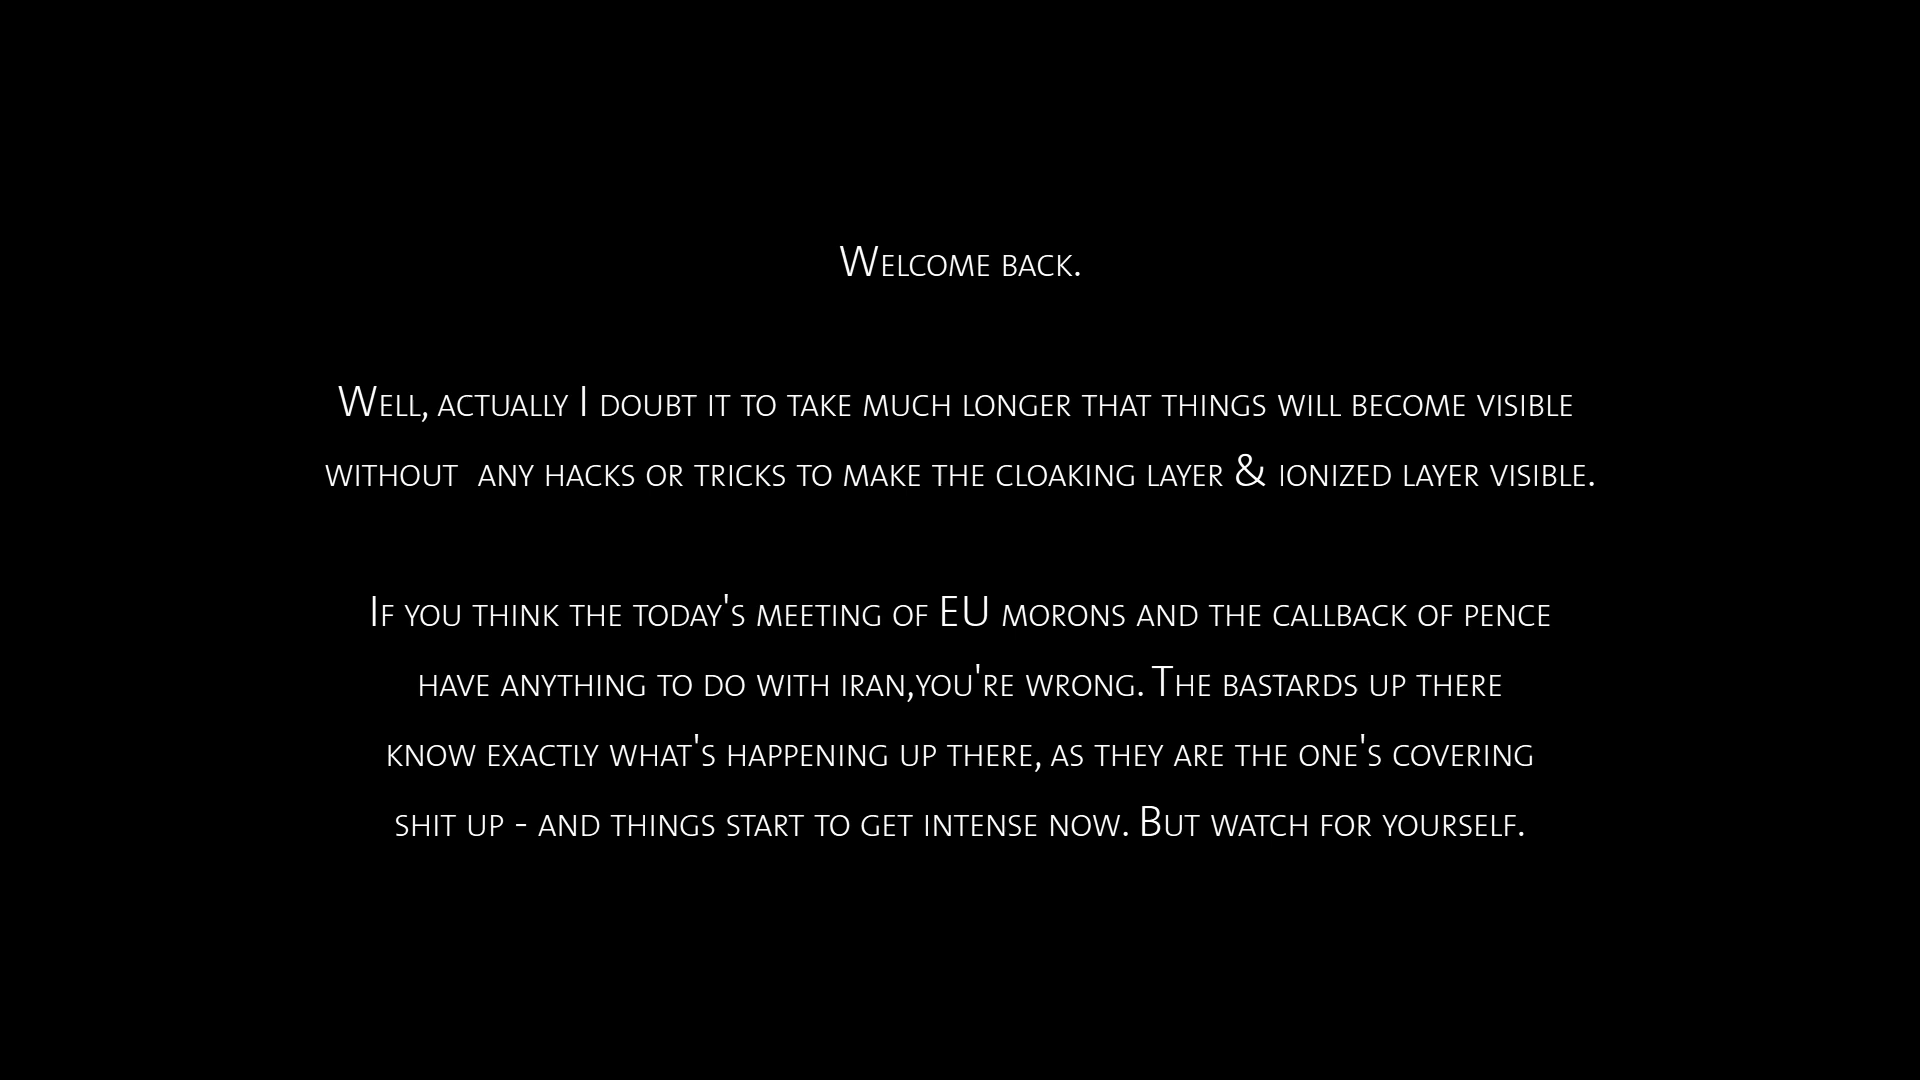 Welcome back.
Well, actually I doubt it to take much longer that things will become visible
without  any hacks or tricks to make the cloaking layer & ionized layer visible.
If you think the today's meeting of EU morons and the callback of pence
have anything to do with iran,you're wrong. The bastards up there
know exactly what's happening up there, as they are the one's covering
shit up - and things start to get intense now. But watch for yourself.